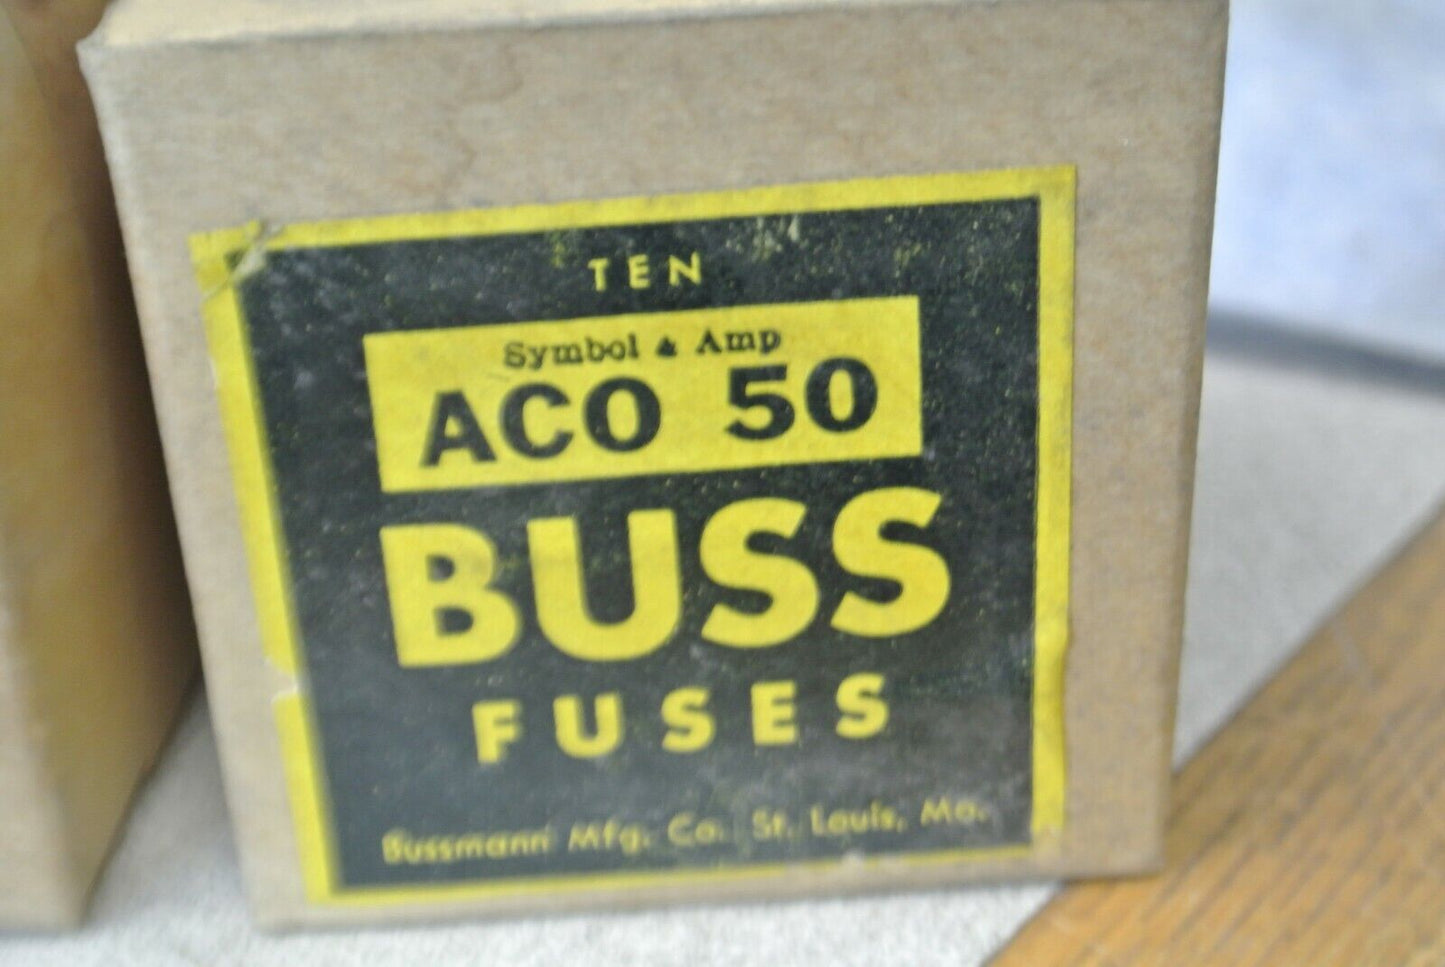 TEN
Symbol & Amp
ACO 50
BUSS
FUSES
Bussmann Mfg. Co. St. Louis, Mo.